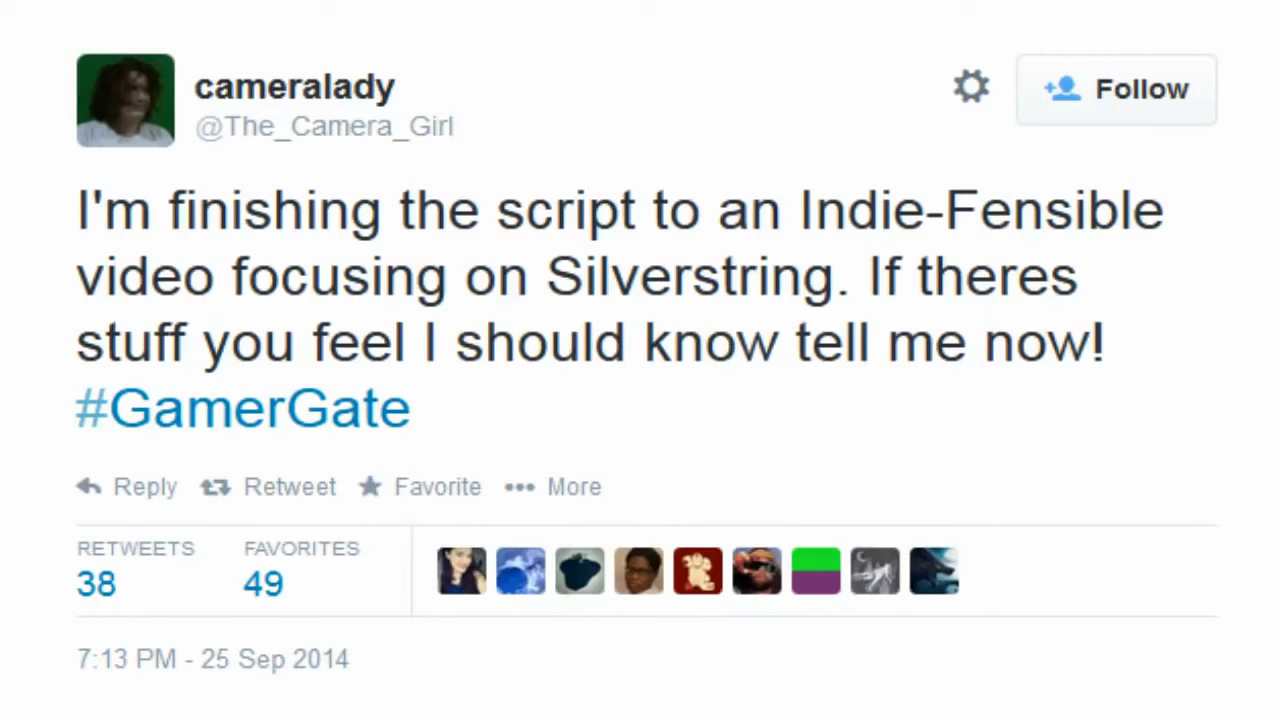 cameralady
@The_Camera_Girl
Follow
I'm finishing the script to an Indie-Fensible
video focusing on Silverstring. If theres
stuff you feel I should know tell me now!
#GamerGate
Reply Retweet Favorite More
RETWEETS FAVORITES
38 49
7:13 PM - 25 Sep 2014